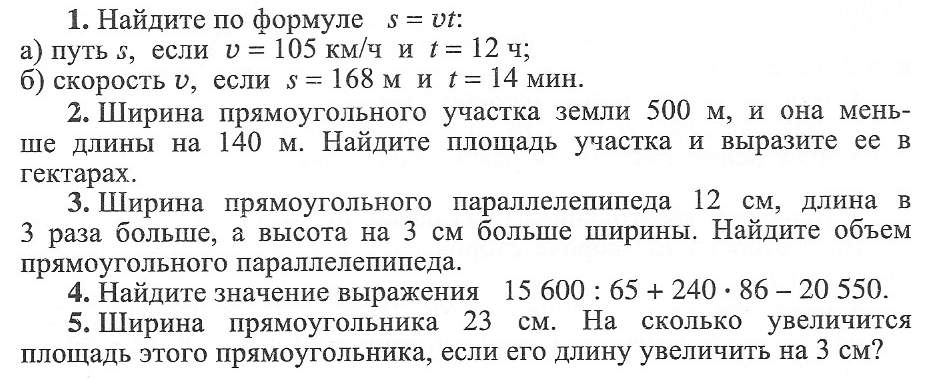 1. Найдите по формуле s = vt:
а) путь s, если v = 105 км/ч и t = 12 ч;
б) скорость v, если s = 168 м и t = 14 мин.
2. Ширина прямоугольного участка земли 500 м, и она мень-
ше длины на 140 м. Найдите площадь участка и выразите ее в
гектарах.
3. Ширина прямоугольного параллелепипеда 12 см, длина в
3 раза больше, а высота на 3 см больше ширины. Найдите объем
прямоугольного параллелепипеда.
4. Найдите значение выражения 15 600 : 65 + 240 · 86 – 20 550.
5. Ширина прямоугольника 23 см. На сколько увеличится
площадь этого прямоугольника, если его длину увеличить на 3 см?